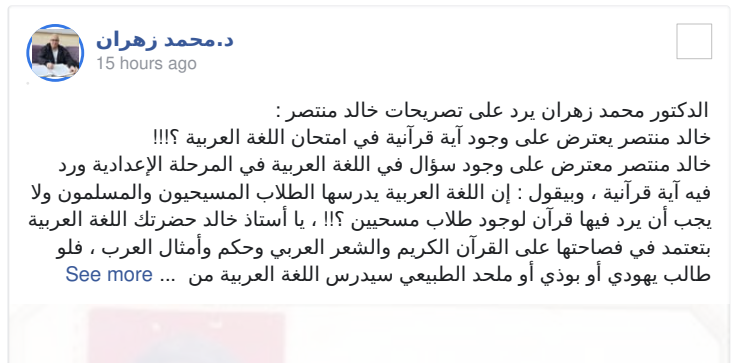 د.محمد زهران
15 hours ago
الدكتور محمد زهران يرد على تصريحات خالد منتصر :
خالد منتصر يعترض على وجود آية قرآنية في امتحان اللغة العربية ؟!!!
خالد منتصر معترض على وجود سؤال في اللغة العربية في المرحلة الإعدادية ورد
فيه آية قرآنية ، وبيقول : إن اللغة العربية يدرسها الطلاب المسيحيون والمسلمون ولا
يجب أن يرد فيها قرآن لوجود طلاب مسحيين ؟!! ، يا أستاذ خالد حضرتك اللغة العربية
بتعتمد في فصاحتها على القرآن الكريم والشعر العربي وحكم وأمثال العرب ، فلو
طالب يهودي أو بوذي أو ملحد الطبيعي سيدرس اللغة العربية من ... See more